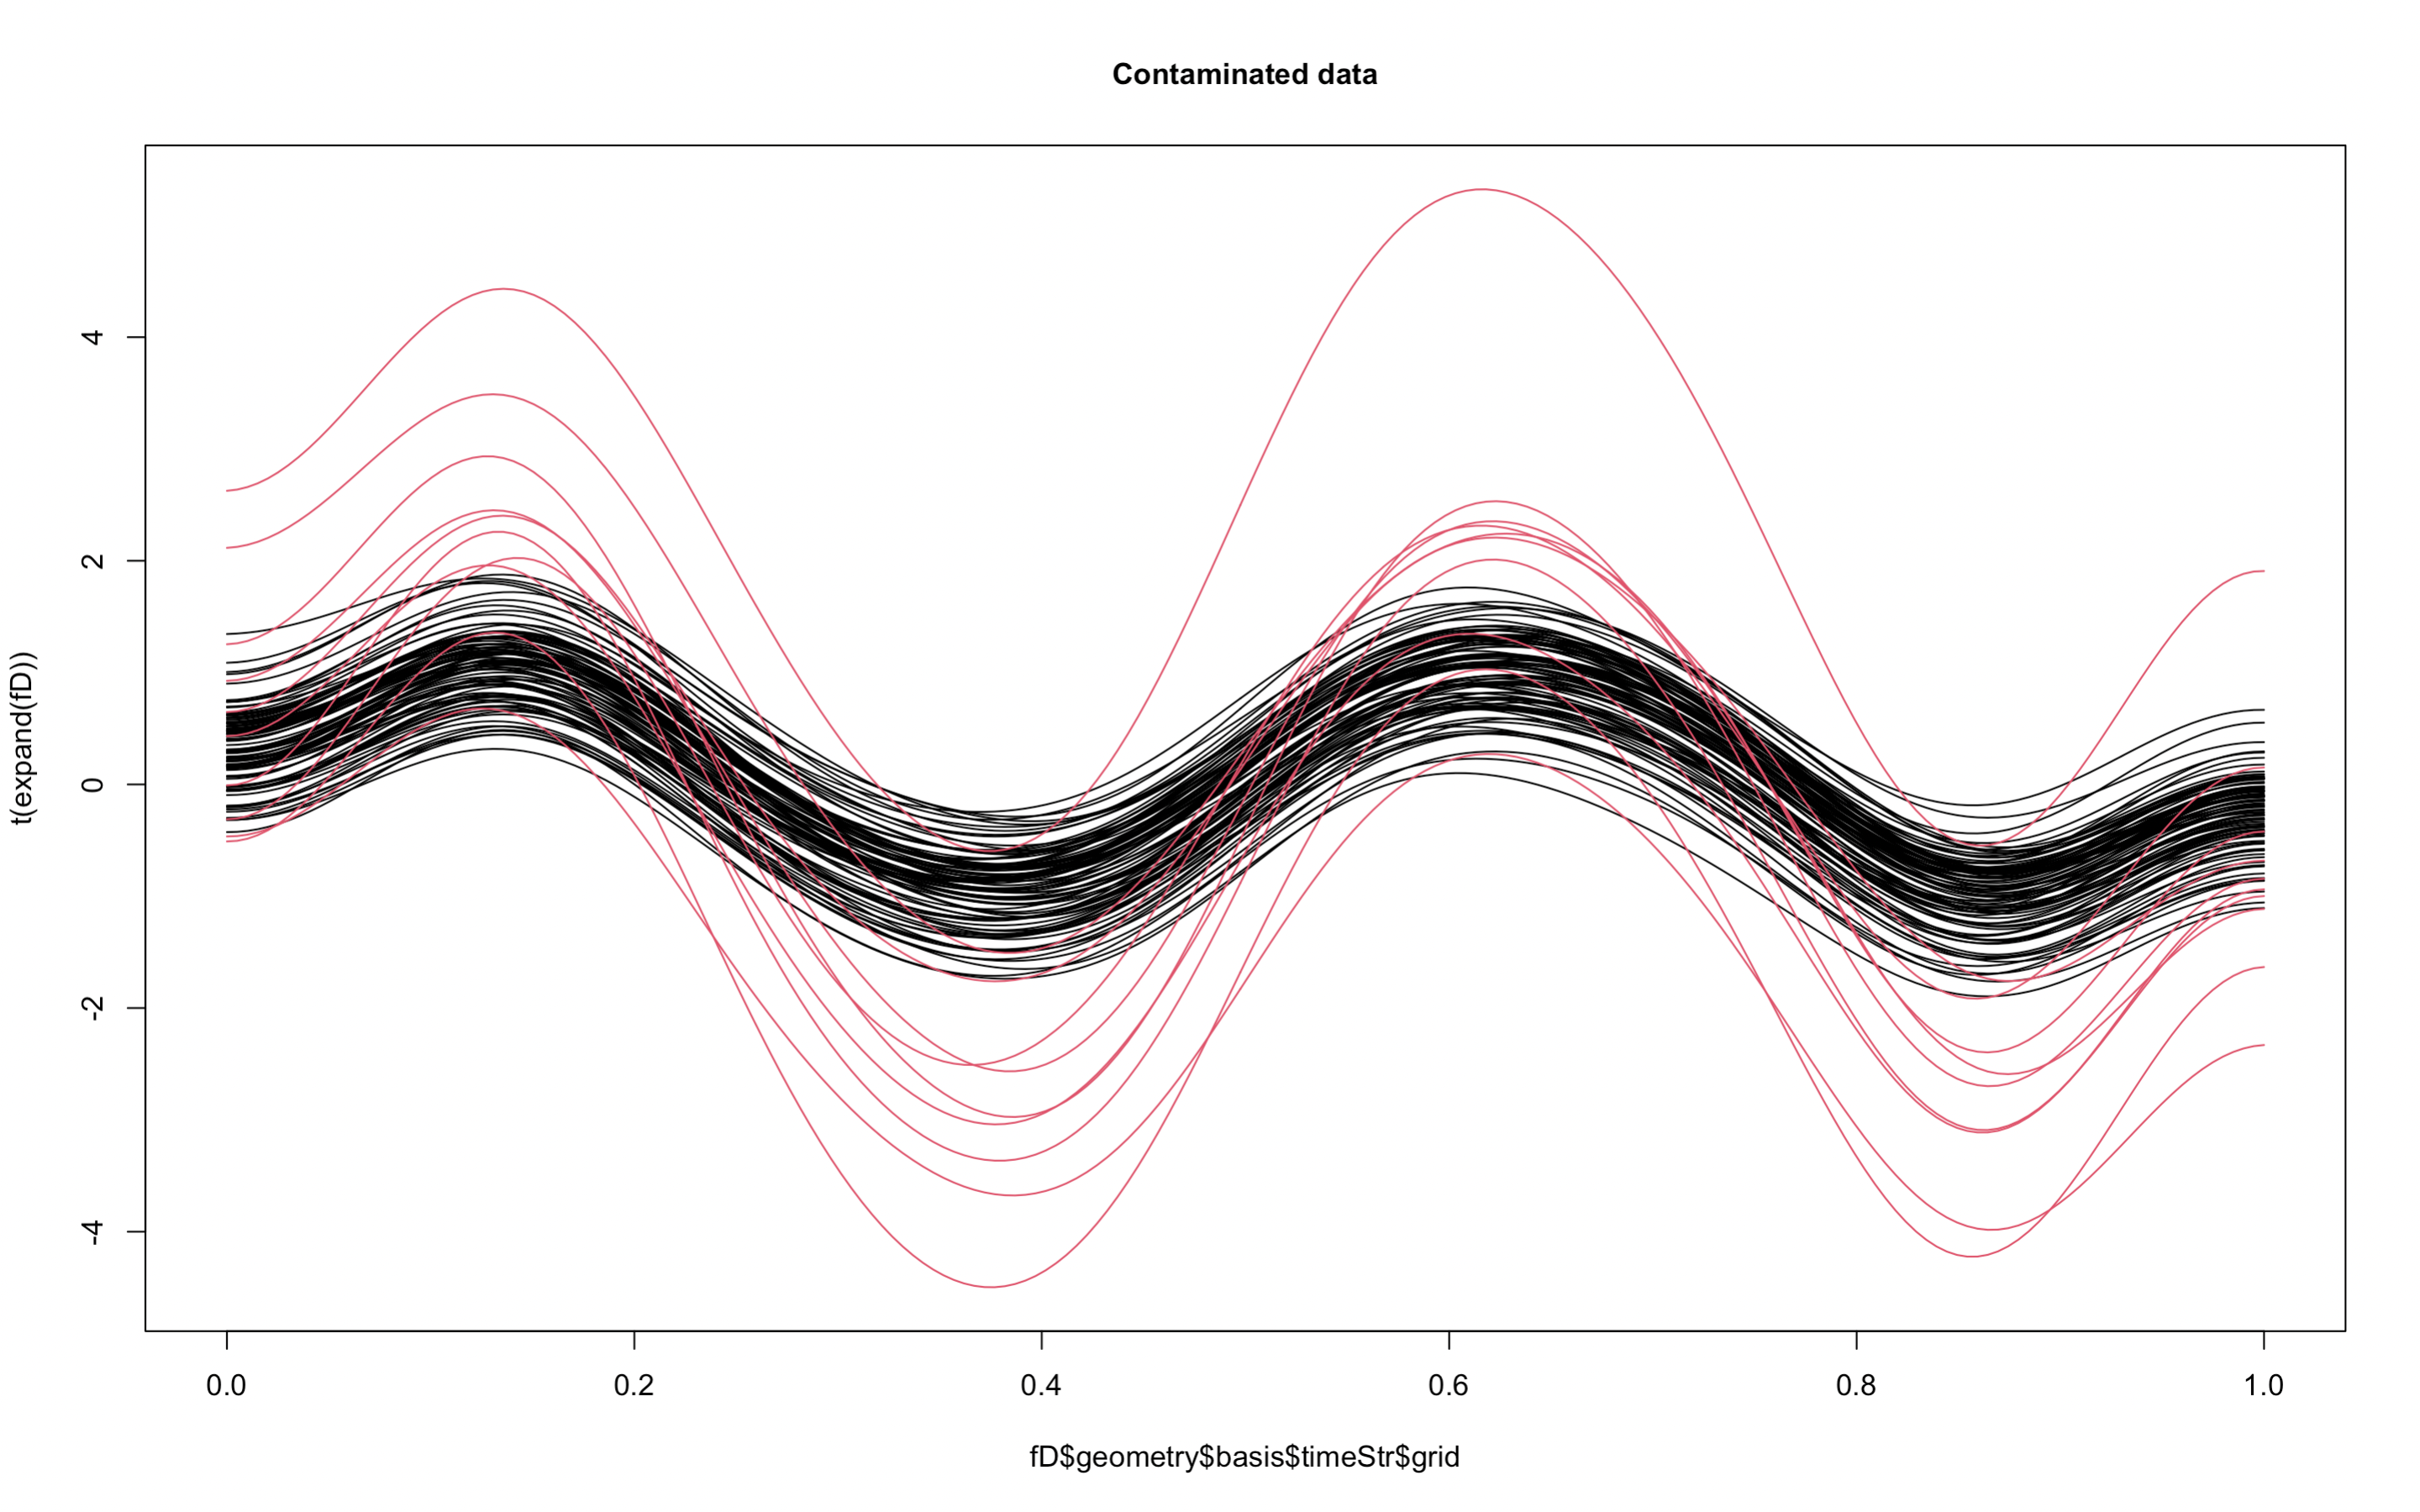 Contaminated data
t(expand(fD))
4
2
0
-2
-4
0.0 0.2 0.4 0.6 0.8 1.0
fD$geometry$basis$timeStr$grid